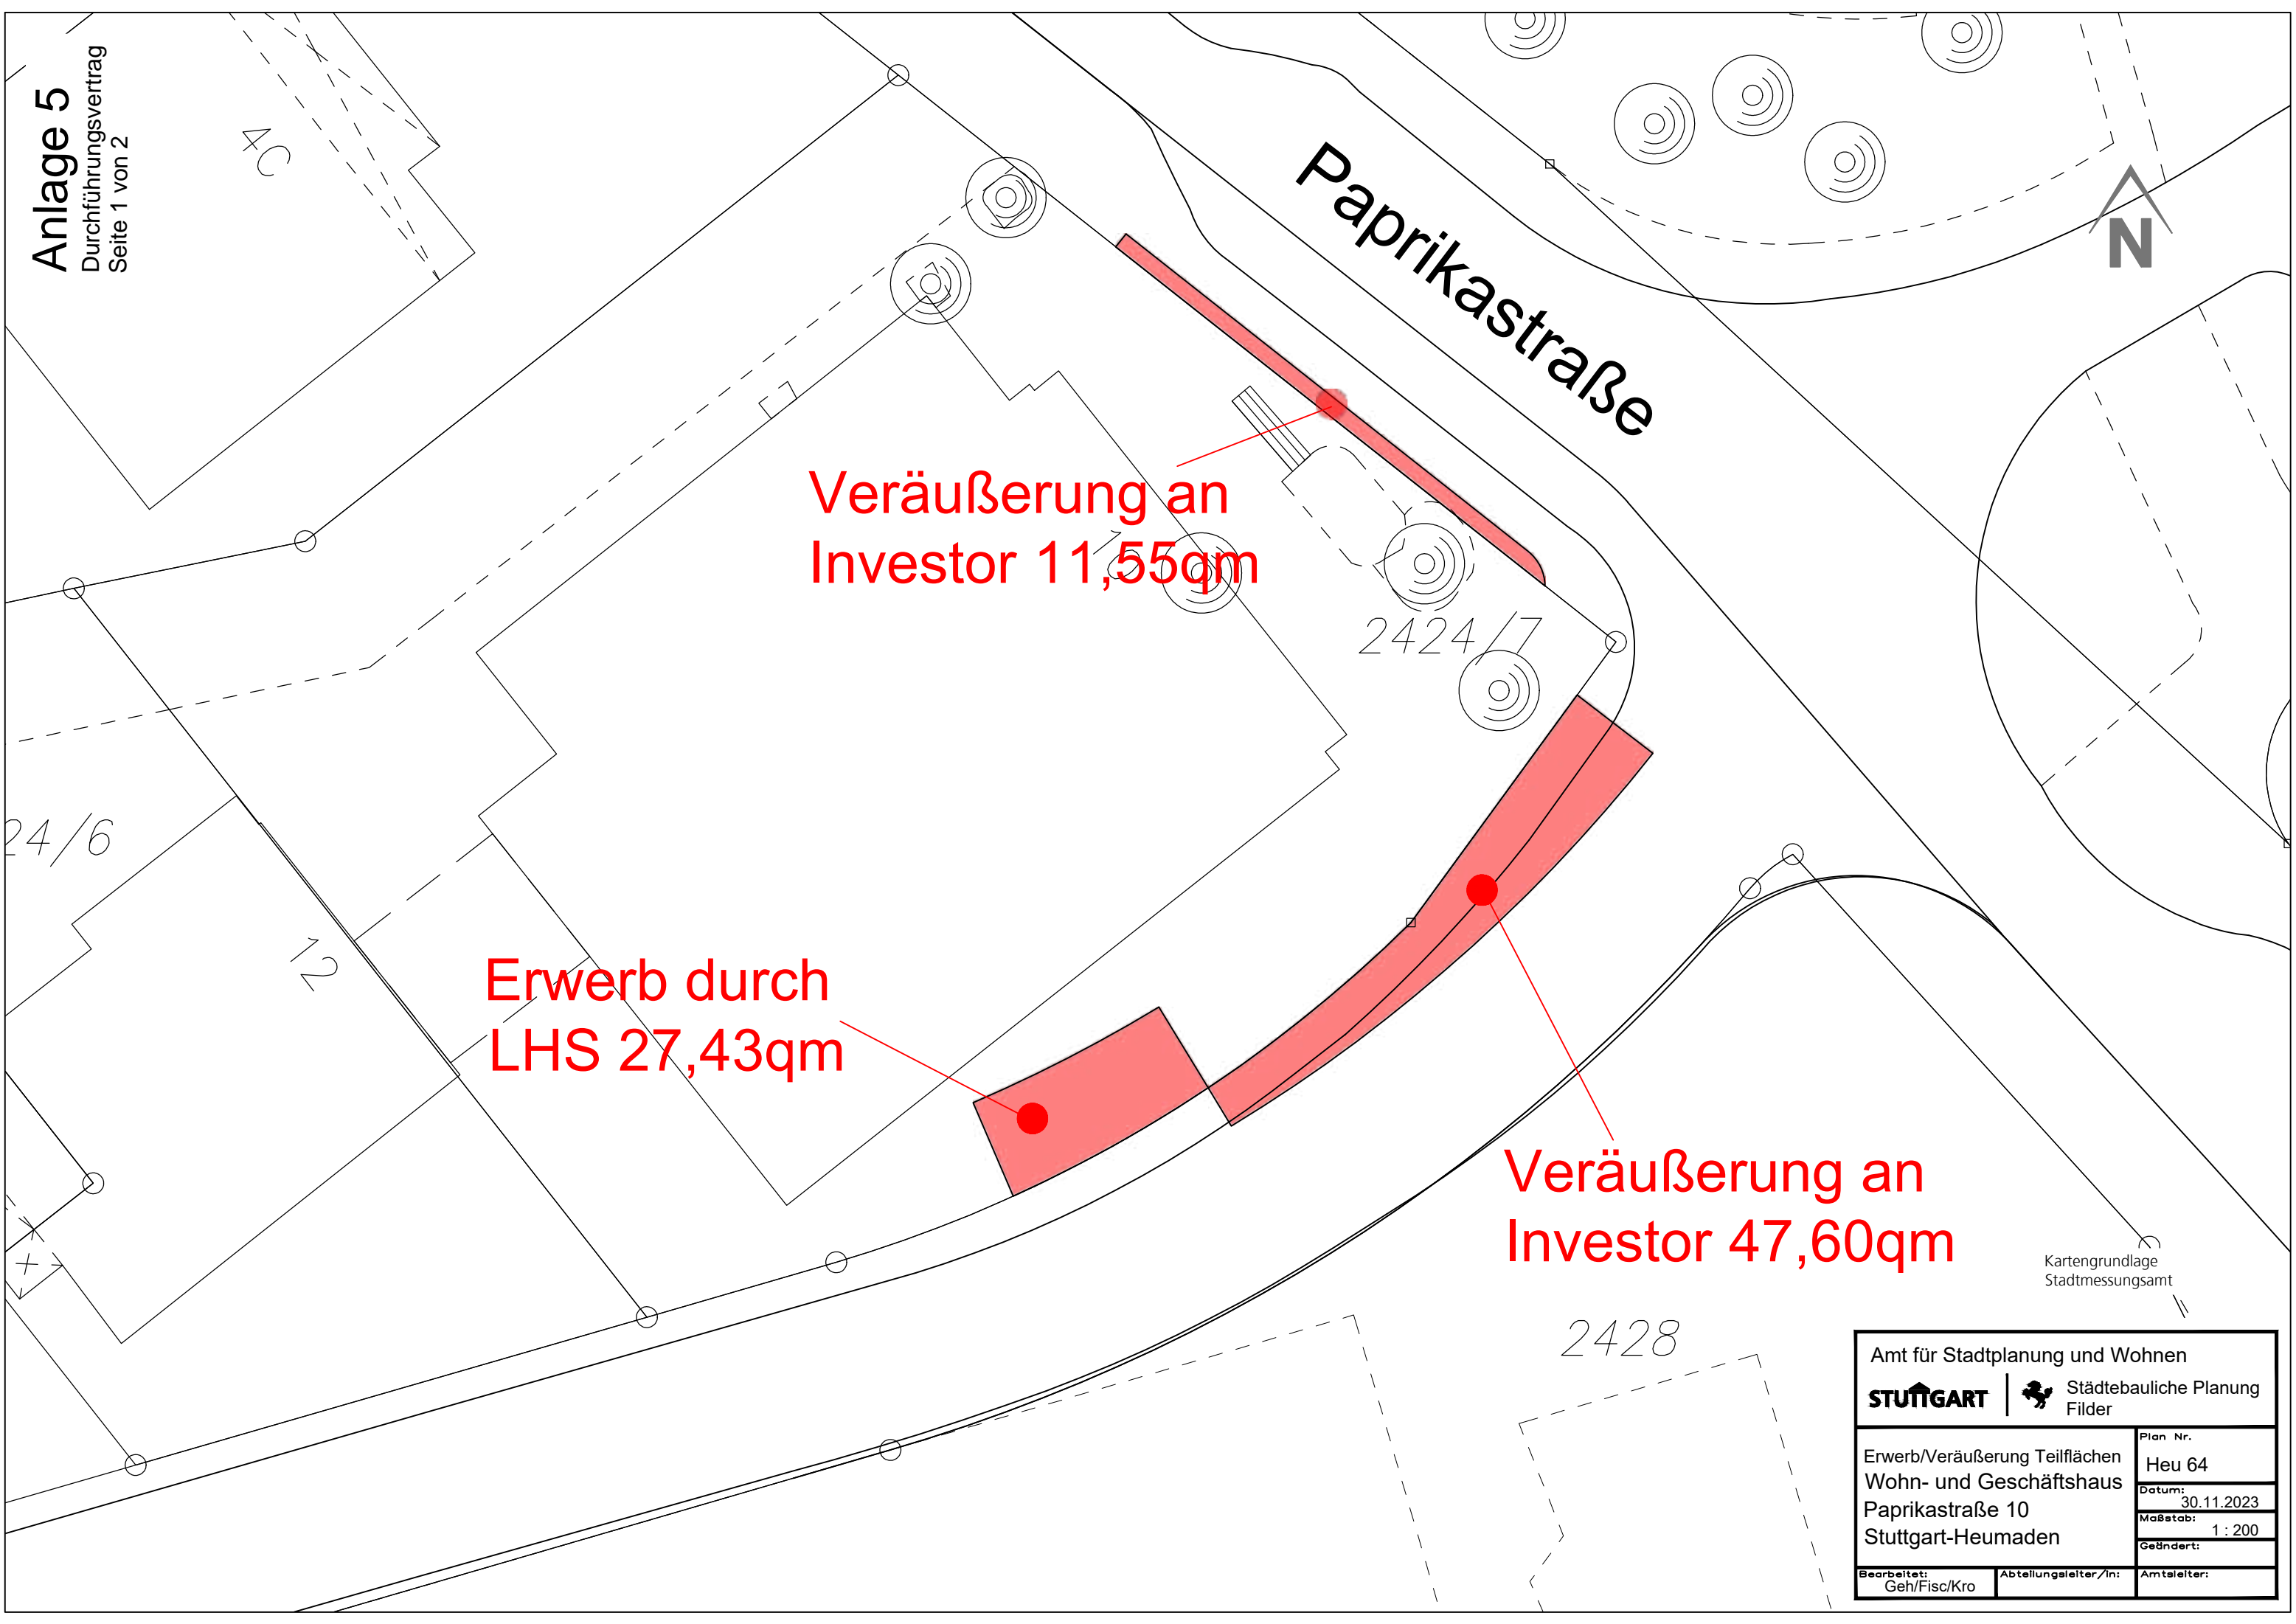 Anlage 5
Durchführungsvertrag
Seite 1 von 2
4C
Paprikastraße
N
Veräußerung an
Investor 11,55qm
10
2424/7
24/6
12
Erwerb durch
LHS 27,43qm
Veräußerung an
Investor 47,60qm
Kartengrundlage
Stadtmessungsamt
2428
Amt für Stadtplanung und Wohnen
STUTTGART
Städtebauliche Planung
Filder
Erwerb/Veräußerung Teilflächen
Wohn- und Geschäftshaus
Paprikastraße 10
Stuttgart-Heumaden
Plan Nr.
Heu 64
Datum:
30.11.2023
Maßstab:
1 : 200
Geändert:
Bearbeitet:
Geh/Fisc/Kro
Abteilungsleiter/in:
Amtsleiter: